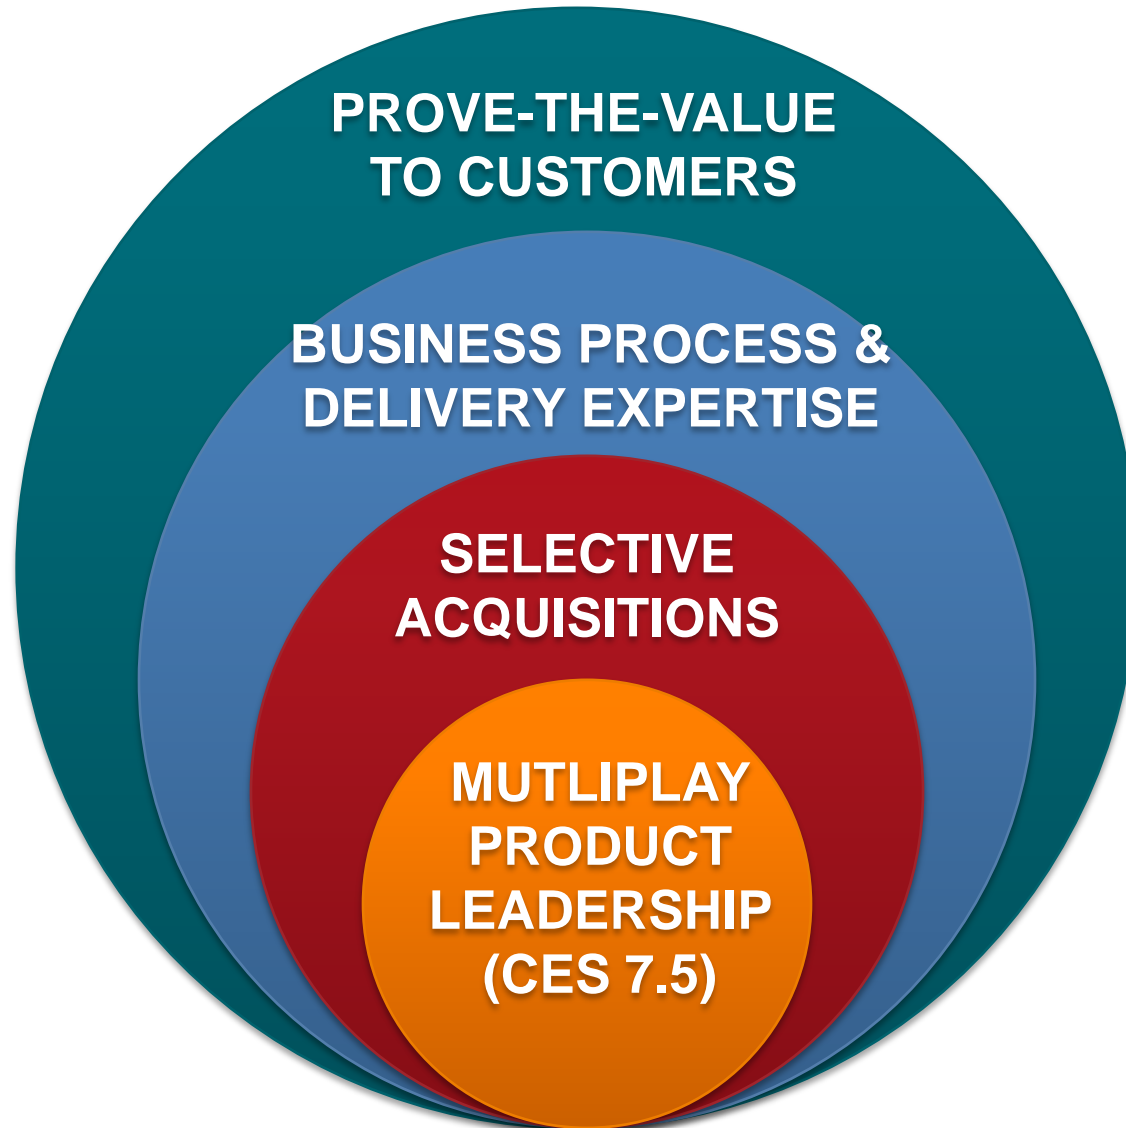 PROVE-THE-VALUE
TO CUSTOMERS
BUSINESS PROCESS &
DELIVERY EXPERTISE
SELECTIVE
ACQUISITIONS
MUTLIPLAY
PRODUCT
LEADERSHIP
(CES 7.5)